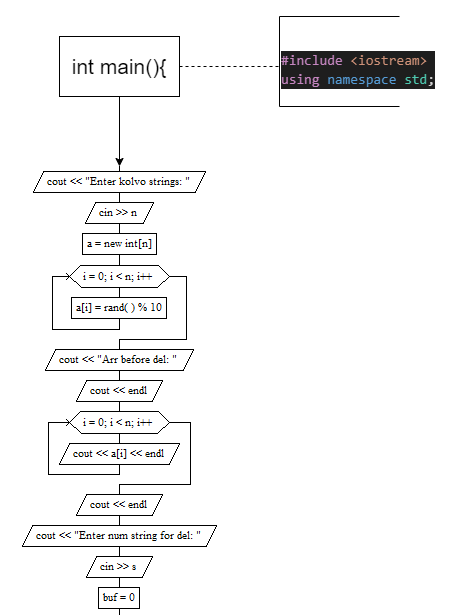 int main(){
#include <iostream>
using namespace std;
cout << "Enter kolvo strings: "
cin >> n
a = new int[n]
i = 0; i < n; i++
a[i] = rand( ) % 10
cout << "Arr before del: "
cout << endl
i = 0; i < n; i++
cout << a[i] << endl
cout << endl
cout << "Enter num string for del: "
cin >> s
buf = 0